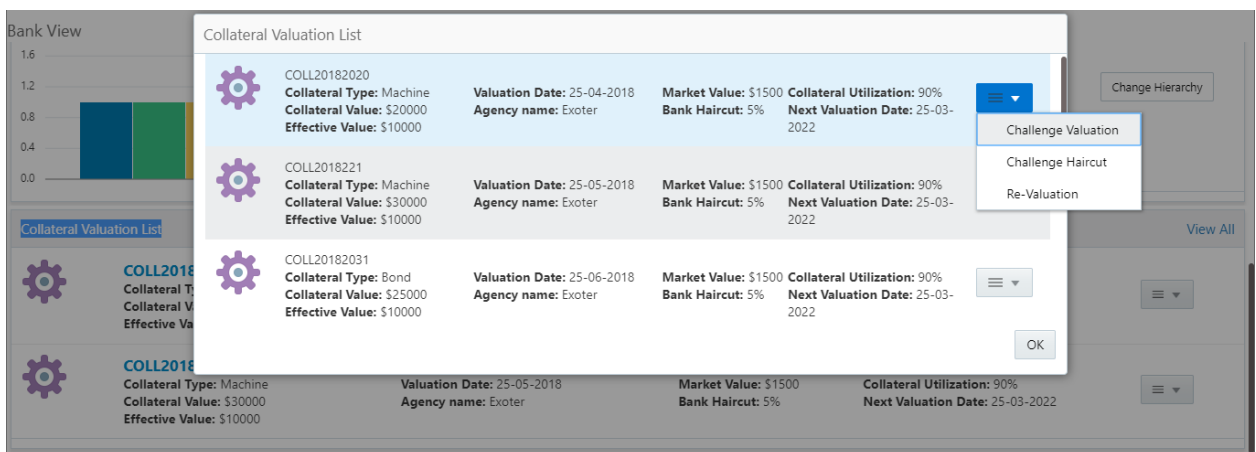 Bank View
1.6
1.2
0.8
0.4
0.0
Change Hierarchy
Collateral Valuation List
COLL20182020
Collateral Type: Machine Valuation Date: 25-04-2018 Market Value: $1500 Collateral Utilization: 90%
Collateral Value: $20000 Agency name: Exoter Bank Haircut: 5% Next Valuation Date: 25-03-
Effective Value: $10000 2022
Challenge Valuation
Challenge Haircut
Re-Valuation
COLL2018221
Collateral Type: Machine Valuation Date: 25-05-2018 Market Value: $1500 Collateral Utilization: 90%
Collateral Value: $30000 Agency name: Exoter Bank Haircut: 5% Next Valuation Date: 25-03-
Effective Value: $10000 2022
COLL20182031
Collateral Type: Bond Valuation Date: 25-06-2018 Market Value: $1500 Collateral Utilization: 90%
Collateral Value: $25000 Agency name: Exoter Bank Haircut: 5% Next Valuation Date: 25-03-
Effective Value: $10000 2022
OK
Collateral Valuation List View All
COLL2018
Collateral
Collateral
Effective
COLL2018
Collateral Type: Machine Valuation Date: 25-05-2018 Market Value: $1500 Collateral Utilization: 90%
Collateral Value: $30000 Agency name: Exoter Bank Haircut: 5% Next Valuation Date: 25-03-2022
Effective Value: $10000